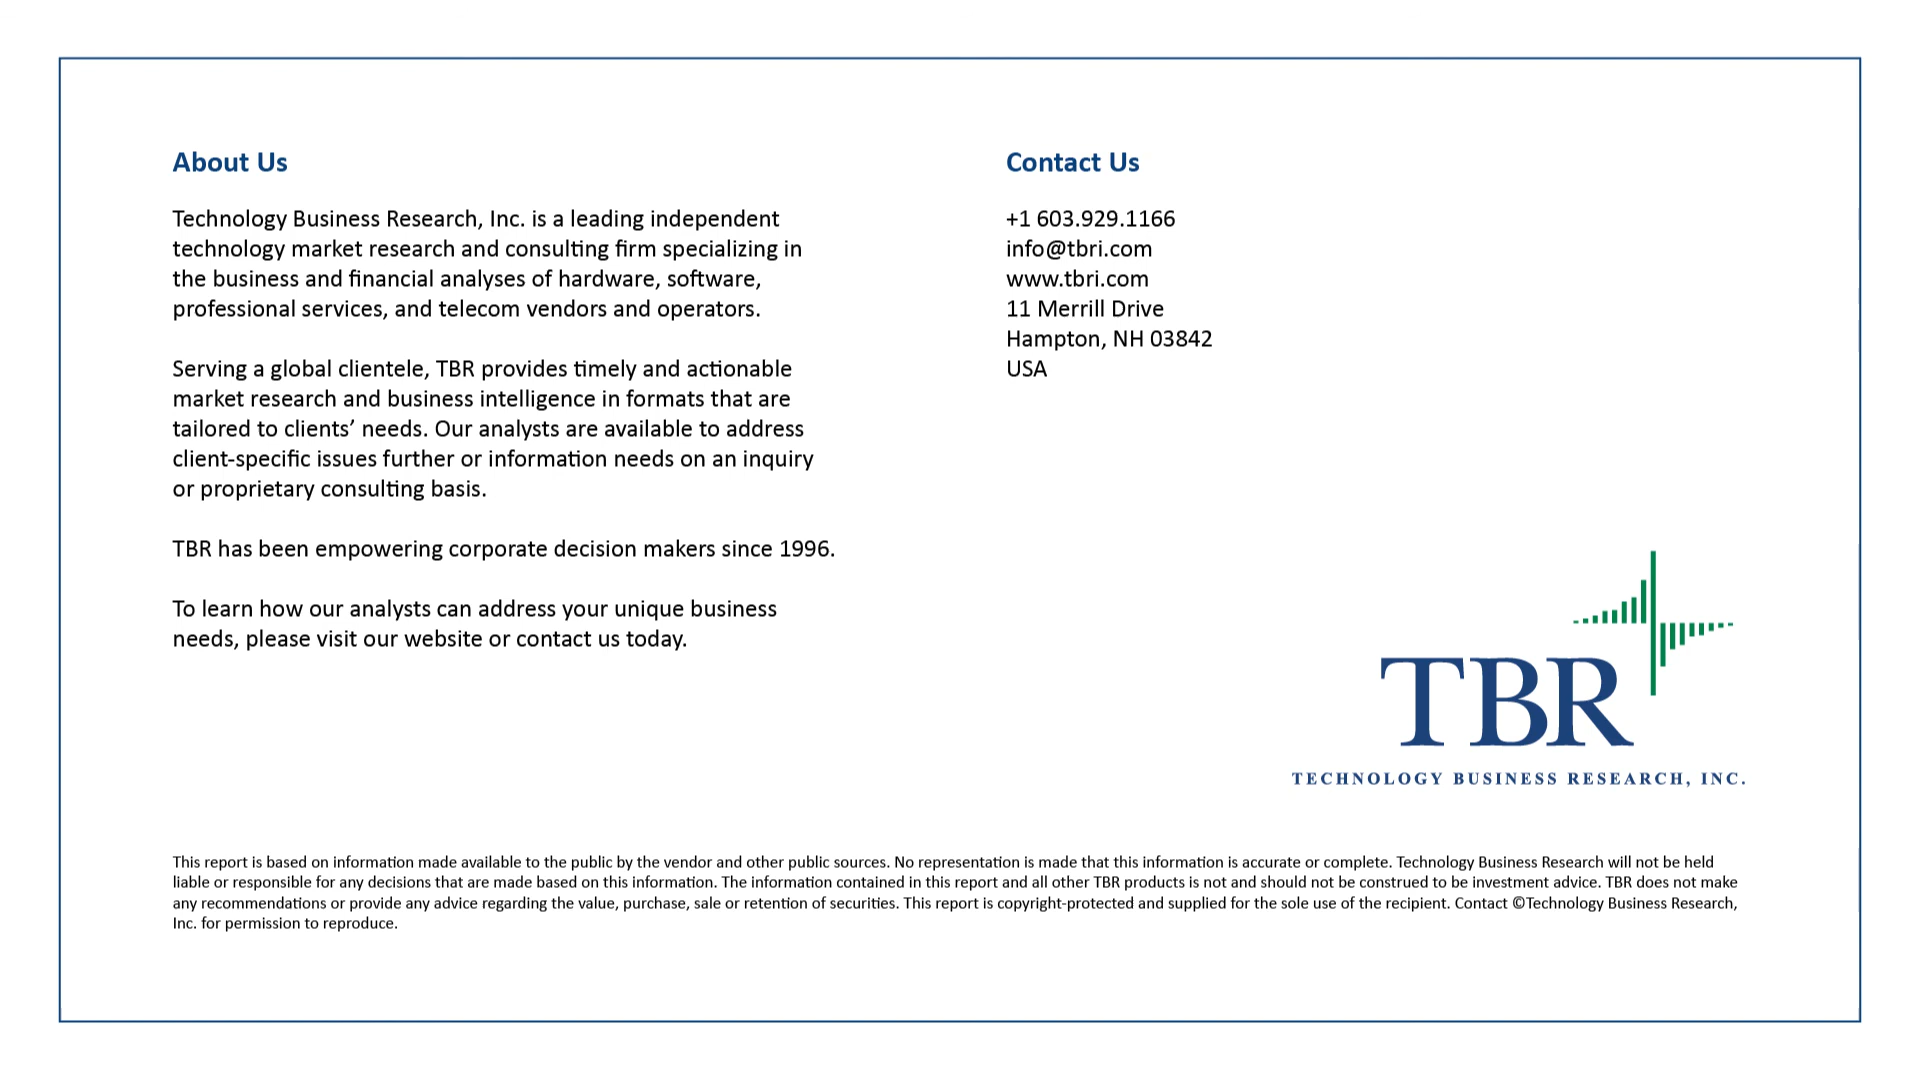 About Us
Technology Business Research, Inc. is a leading independent
technology market research and consulting firm specializing in
the business and financial analyses of hardware, software,
professional services, and telecom vendors and operators.
Serving a global clientele, TBR provides timely and actionable
market research and business intelligence in formats that are
tailored to clients’ needs. Our analysts are available to address
client-specific issues further or information needs on an inquiry
or proprietary consulting basis.
TBR has been empowering corporate decision makers since 1996.
To learn how our analysts can address your unique business
needs, please visit our website or contact us today.
Contact Us
+1 603.929.1166
info@tbri.com
www.tbri.com
11 Merrill Drive
Hampton, NH 03842
USA
TBR
TECHNOLOGY BUSINESS RESEARCH, INC.
This report is based on information made available to the public by the vendor and other public sources. No representation is made that this information is accurate or complete. Technology Business Research will not be held
liable or responsible for any decisions that are made based on this information. The information contained in this report and all other TBR products is not and should not be construed to be investment advice. TBR does not make
any recommendations or provide any advice regarding the value, purchase, sale or retention of securities. This report is copyright-protected and supplied for the sole use of the recipient. Contact ©Technology Business Research,
Inc. for permission to reproduce.